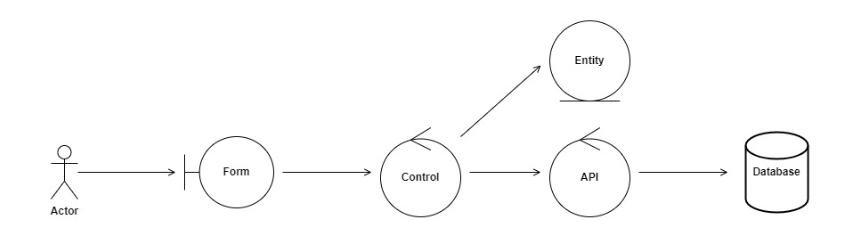 Entity
Form
Control
API
Database
Actor